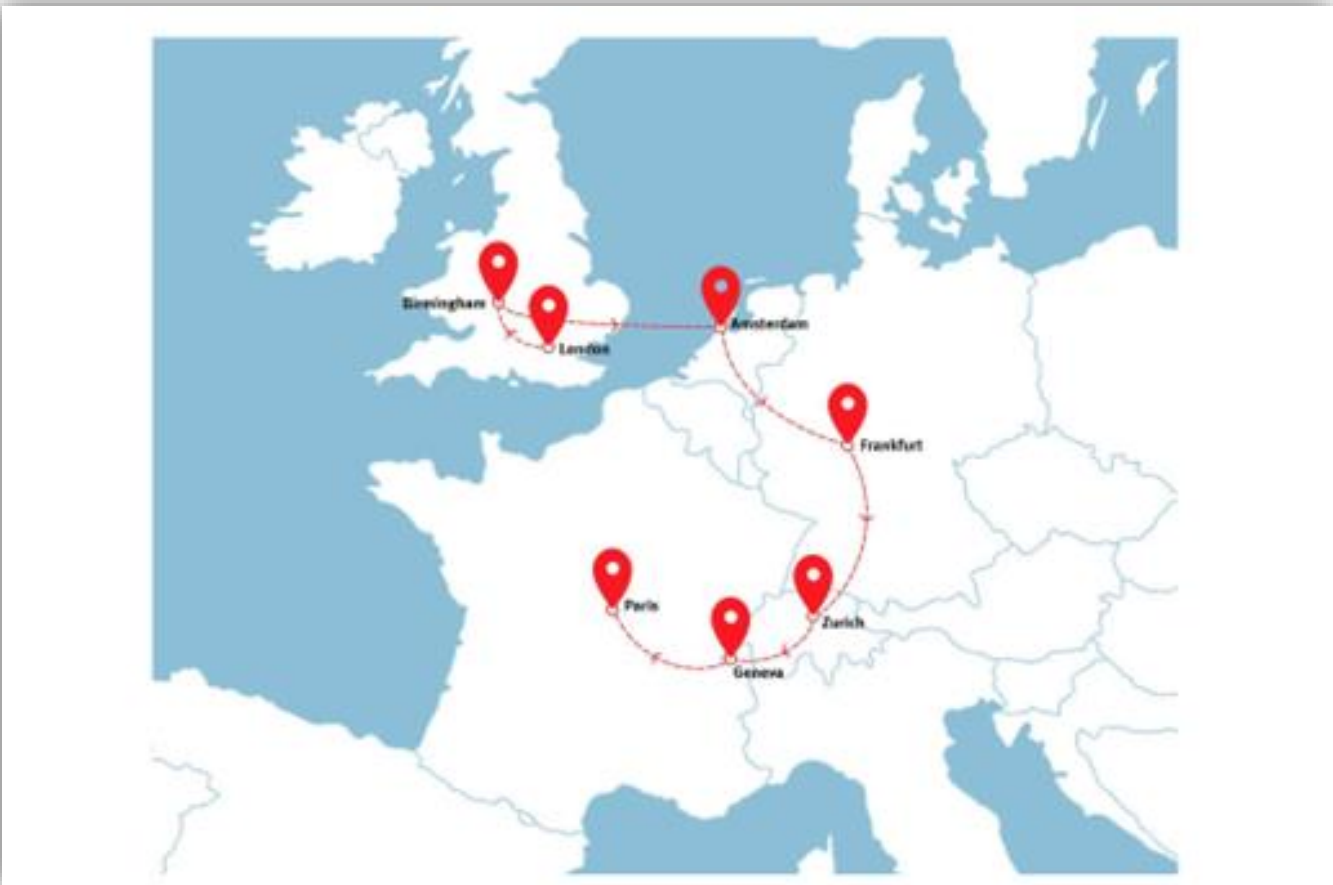 Birmingham
Amsterdam
London
Frankfurt
Paris
Zurich
Geneva